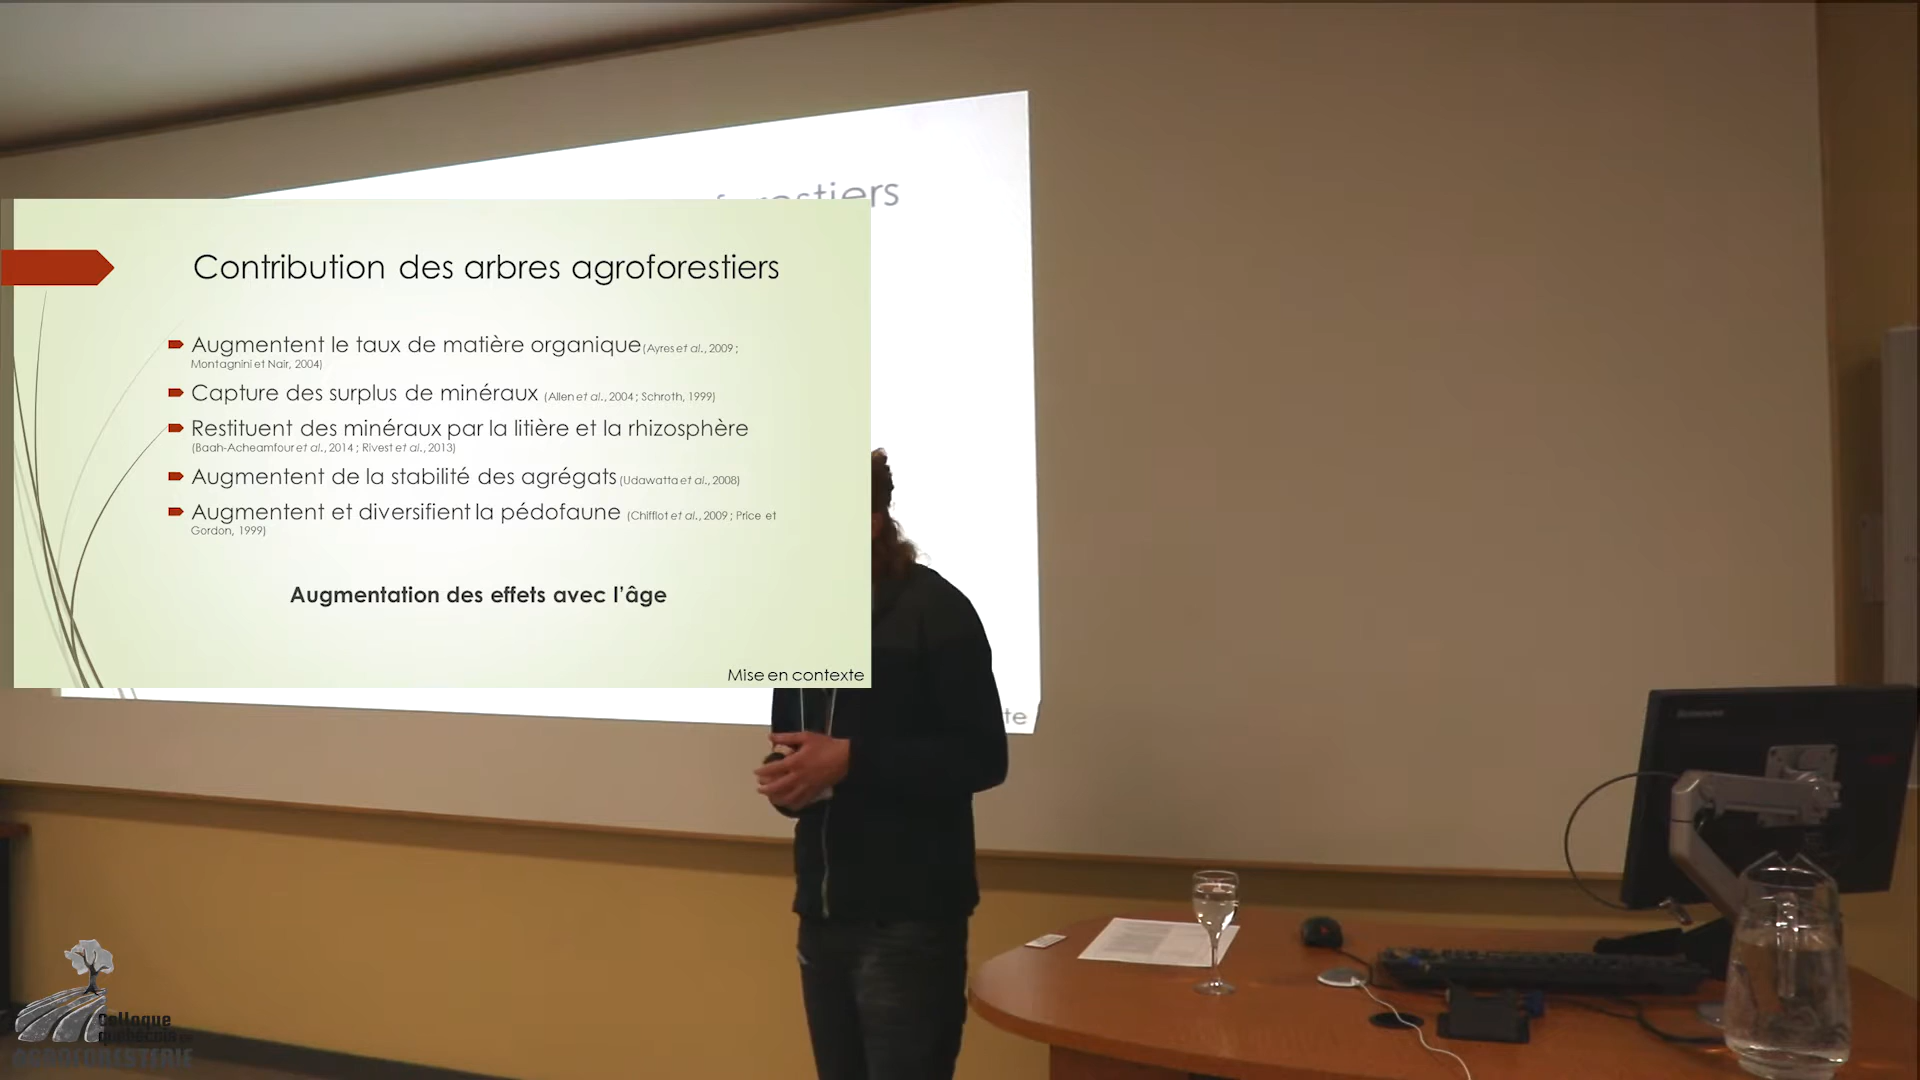 restiers
Contribution des arbres agroforestiers
Augmentent le taux de matière organique (Ayres et al., 2009 ;
Montagnini et Nair, 2004)
Capture des surplus de minéraux (Allen et al., 2004 ; Schroth, 1999)
Restituent des minéraux par la litière et la rhizosphère
(Baah-Acheamfour et al., 2014 ; Rivest et al., 2013)
Augmentent de la stabilité des agrégats (Udawatta et al., 2008)
Augmentent et diversifient la pédofaune (Chifflot et al., 2009 ; Price et
Gordon, 1999)
Augmentation des effets avec l'âge
Mise en contexte
te
Colloque
québécois
AGROFORESTERIE